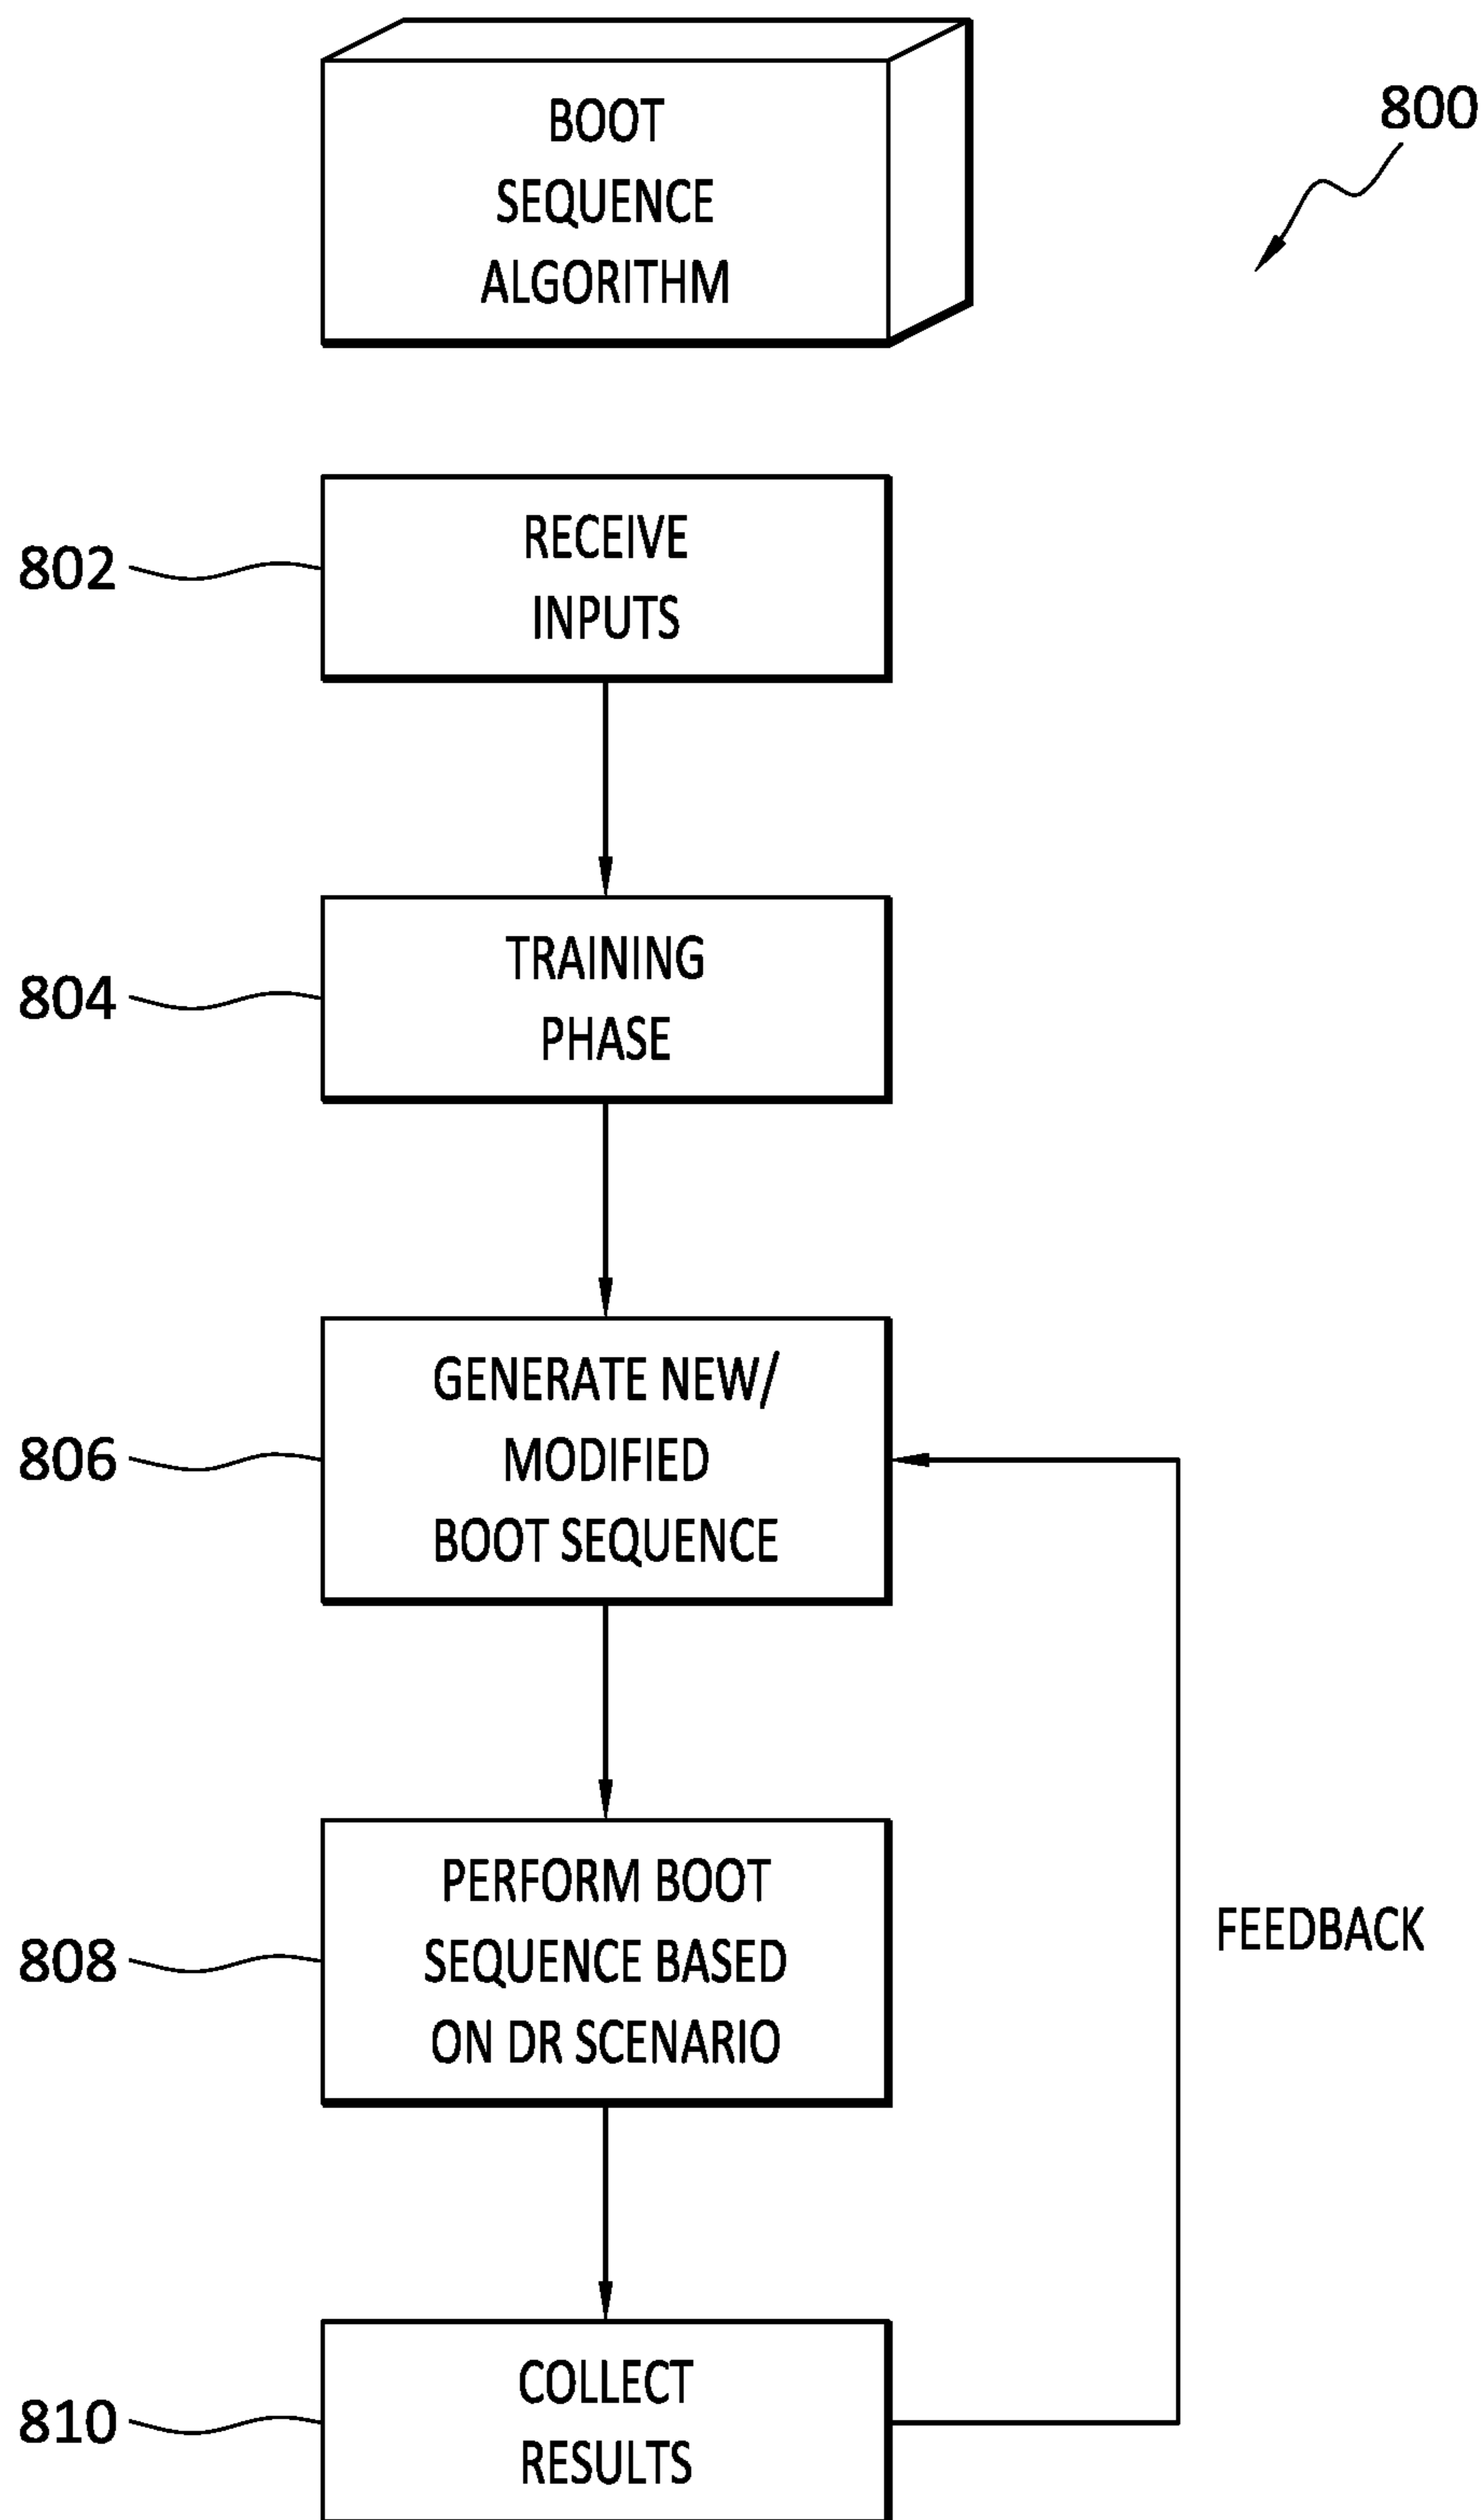 BOOT
SEQUENCE
ALGORITHM
800
802
RECEIVE
INPUTS
804
TRAINING
PHASE
806
GENERATE NEW/
MODIFIED
BOOT SEQUENCE
808
PERFORM BOOT
SEQUENCE BASED
ON DR SCENARIO
FEEDBACK
810
COLLECT
RESULTS